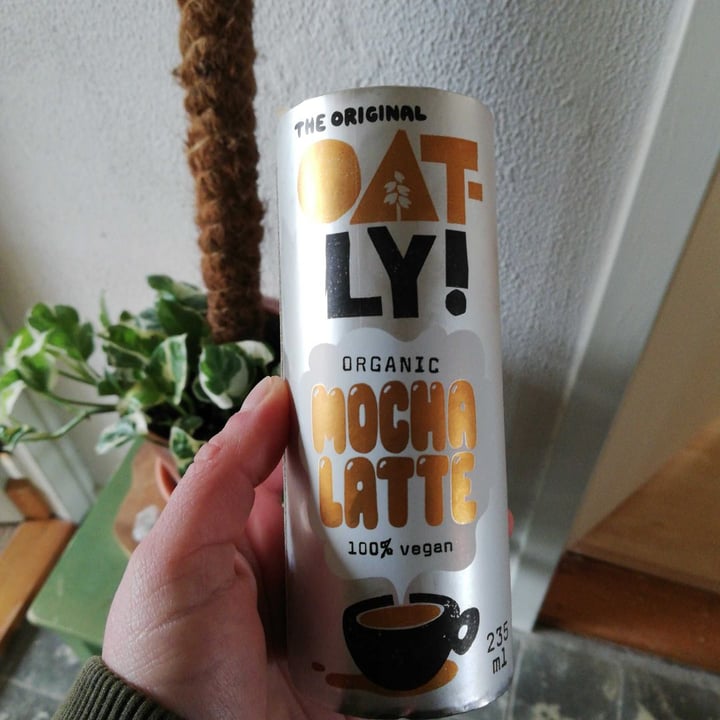 THE ORIGINAL
OAT-
LY!
ORGANIC
MOCHA
LATTE
100% vegan
235
ml